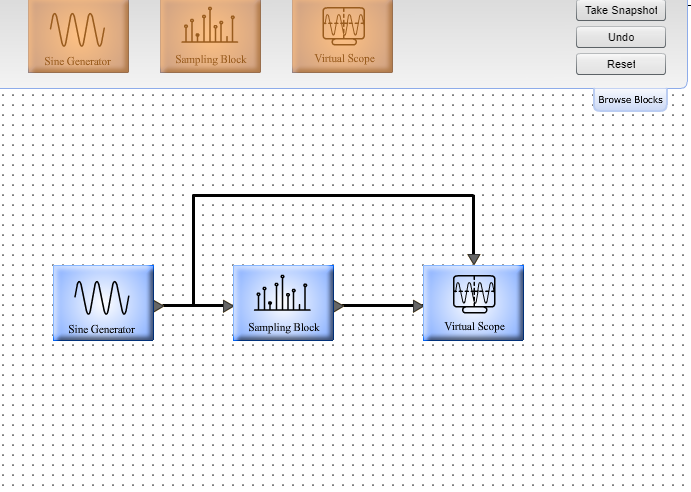 Sine Generator
Sampling Block
Virtual Scope
Take Snapshot
Undo
Reset
Browse Blocks
Sine Generator
Sampling Block
Virtual Scope